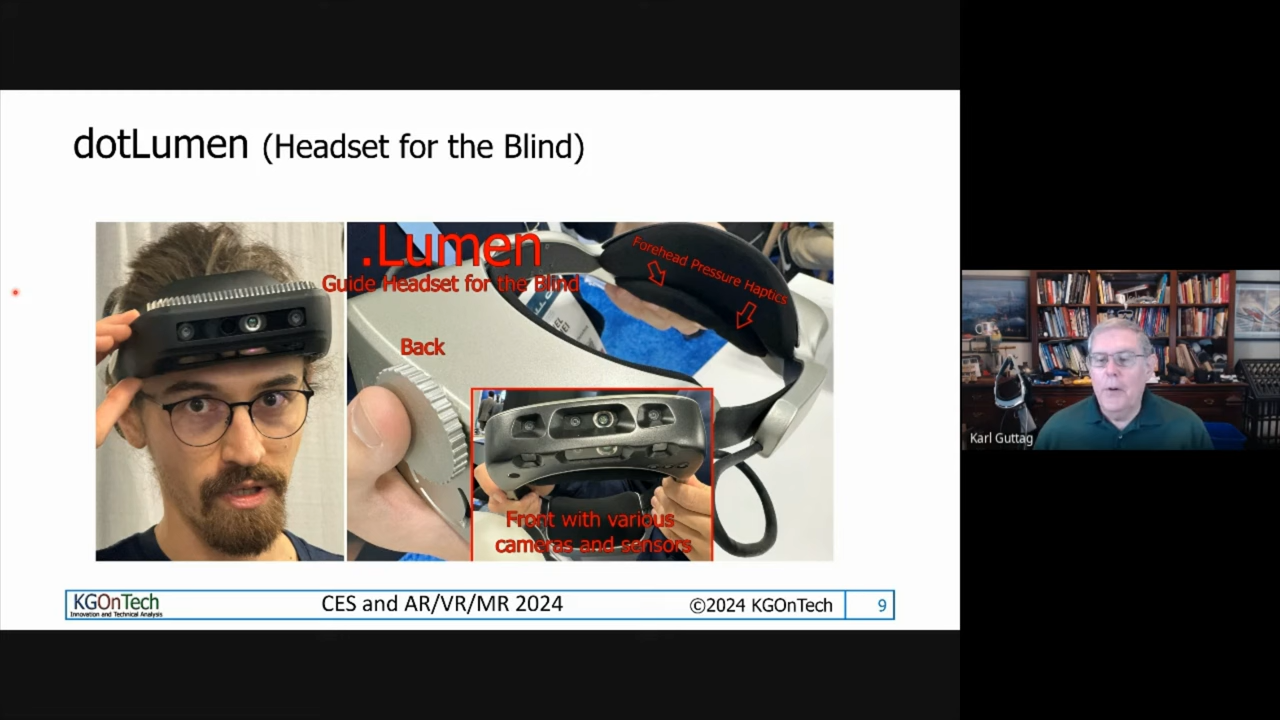 dotLumen (Headset for the Blind)
.Lumen
Guide Headset for the Blind
Forehead Pressure Haptics
Back
Front with various
cameras and sensors
KGOnTech
Innovation and Technical Analysis
CES and AR/VR/MR 2024
©2024 KGOnTech
9
Karl Guttag